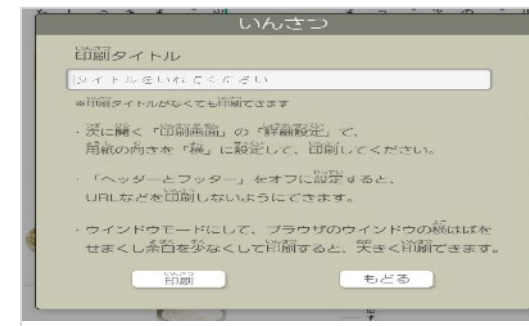 いんさつ
印刷タイトル
タイトルをいれてください
※印刷タイトルがなくても印刷できます
・次に開く「印刷画面」の「詳細設定」で、
用紙の向きを「横」に設定して、印刷してください。
・「ヘッダーとフッター」をオフに設定すると、
URLなどを印刷しないようにできます。
・ウインドウモードにして、ブラウザのウインドウの横はばを
せまくし余白を少なくして印刷すると、大きく印刷できます。
印刷
もどる